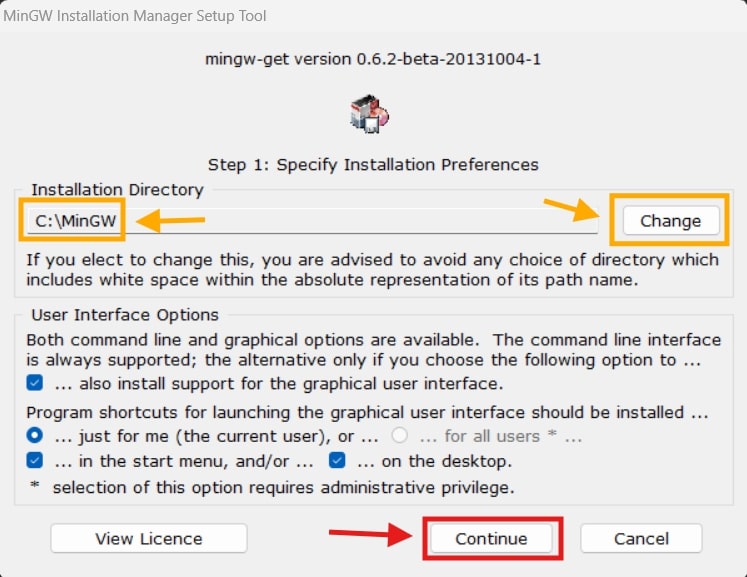 MinGW Installation Manager Setup Tool
mingw-get version 0.6.2-beta-20131004-1
Step 1: Specify Installation Preferences
Installation Directory
C:\MinGW
Change
If you elect to change this, you are advised to avoid any choice of directory which
includes white space within the absolute representation of its path name.
User Interface Options
Both command line and graphical options are available. The command line interface
is always supported; the alternative only if you choose the following option to ...
... also install support for the graphical user interface.
Program shortcuts for launching the graphical user interface should be installed ...
... just for me (the current user), or ... ... for all users * ...
... in the start menu, and/or ... ... on the desktop.
* selection of this option requires administrative privilege.
View Licence Continue Cancel